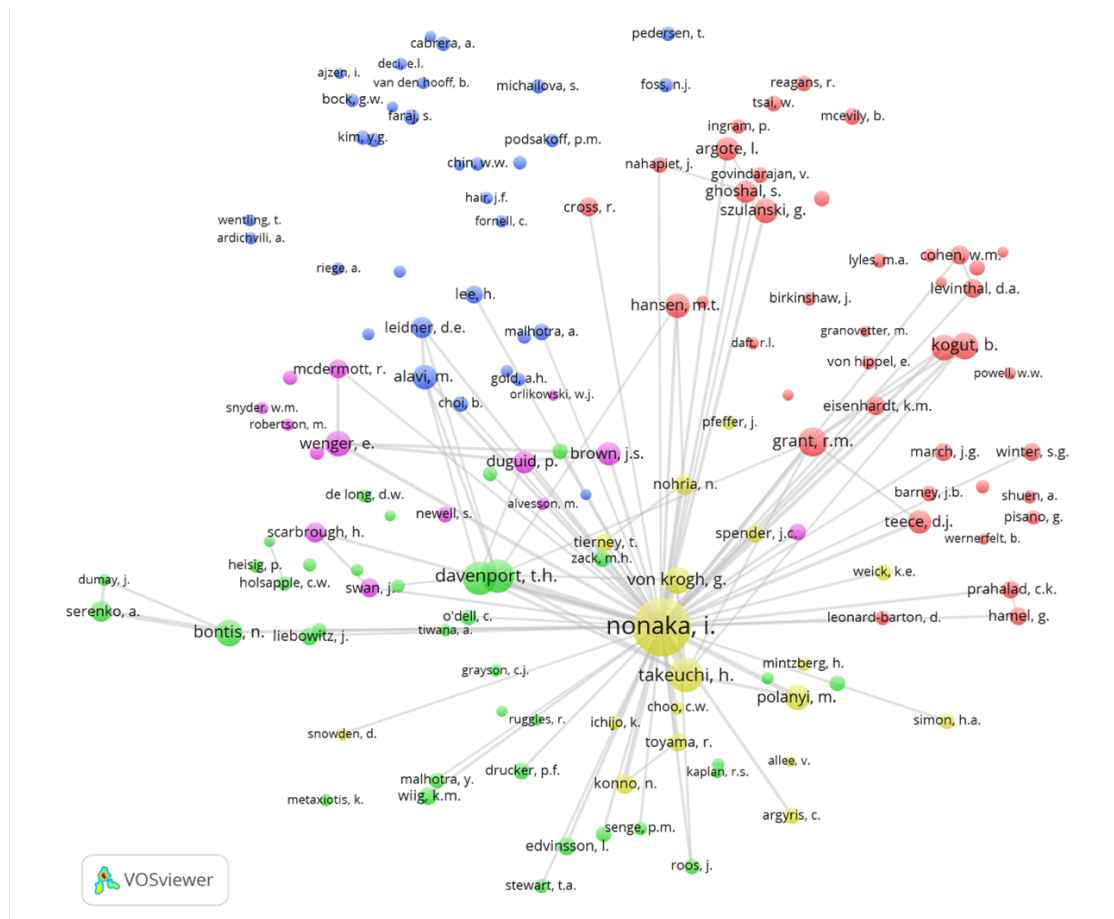 pedersen, t.
cabrera, a.
deci, e.l.
ajzen, i.
van den hooff, b.
michailova, s.
foss, n.j.
reagans, r.
bock, g.w.
tsai, w.
faraj, s.
mcevily, b.
ingram, p.
kim, y.g.
podsakoff, p.m.
argote, l.
chin, w.w.
nahapiet, j.
govindarajan, v.
ghoshal, s.
hair, j.f.
cross, r.
szulanski, g.
wentling, t.
fornell, c.
ardichvili, a.
cohen, w.m.
lyles, m.a.
riege, a.
levinthal, d.a.
lee, h.
birkinshaw, j.
hansen, m.t.
leidner, d.e.
malhotra, a.
granovetter, m.
daft, r.l.
kogut, b.
von hippel, e.
mcdermott, r.
powell, w.w.
alavi, m.
gold, a.h.
orlikowski, w.j.
choi, b.
snyder, w.m.
eisenhardt, k.m.
pfeffer, j.
robertson, m.
wenger, e.
grant, r.m.
brown, j.s.
march, j.g.
winter, s.g.
duguid, p.
nohria, n.
de long, d.w.
barney, j.b.
shuen, a.
alvesson, m.
newell, s.
pisano, g.
teece, d.j.
scarbrough, h.
spender, j.c.
wernerfelt, b.
tierney, t.
zack, m.h.
heisig, p.
weick, k.e.
davenport, t.h.
dumay, j.
von krogh, g.
holsapple, c.w.
swan, j.
prahalad, c.k.
serenko, a.
o'dell, c.
leonard-barton, d.
hamel, g.
nonaka, i.
tiwana, a.
bontis, n.
liebowitz, j.
mintzberg, h.
grayson, c.j.
takeuchi, h.
polanyi, m.
choo, c.w.
ruggles, r.
ichijo, k.
simon, h.a.
snowden, d.
toyama, r.
allee, v.
drucker, p.f.
kaplan, r.s.
malhotra, y.
konno, n.
wiig, k.m.
metaxiotis, k.
argyris, c.
senge, p.m.
edvinsson, l.
roos, j.
stewart, t.a.
VOSviewer